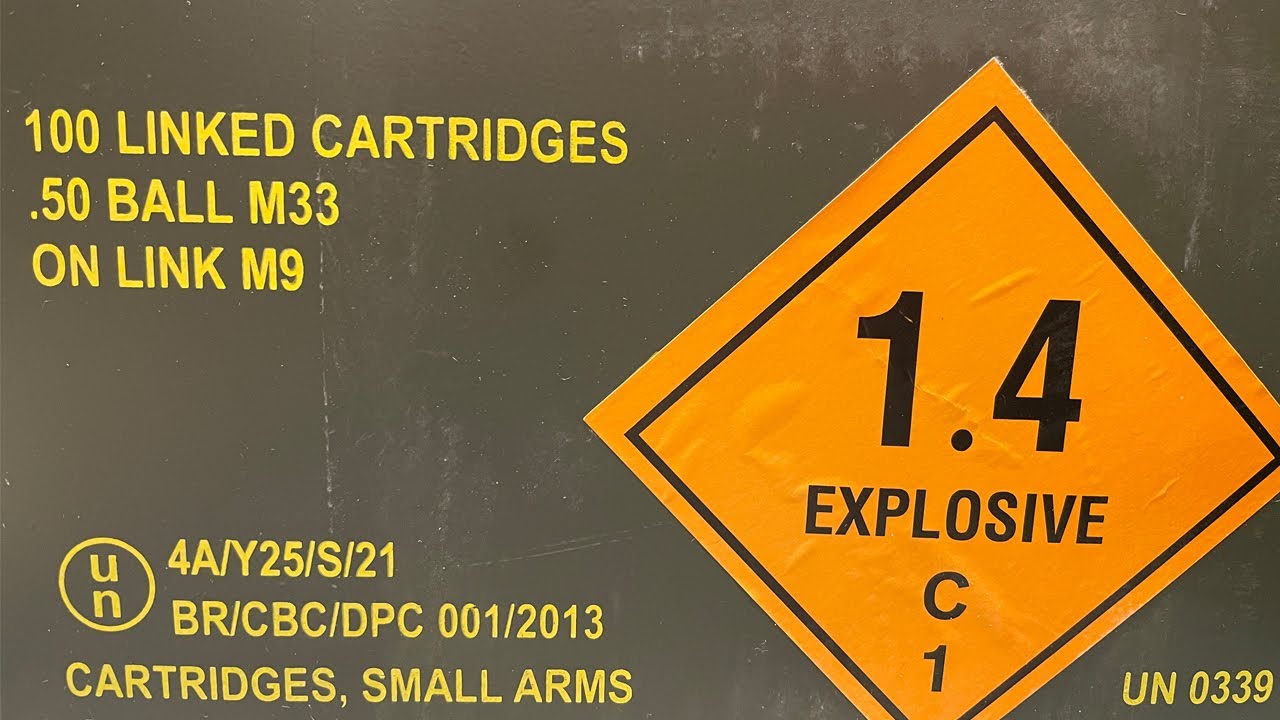 100 LINKED CARTRIDGES
.50 BALL M33
ON LINK M9
1.4
EXPLOSIVE
C
1
un
4A/Y25/S/21
BR/CBC/DPC 001/2013
CARTRIDGES, SMALL ARMS
UN 0339